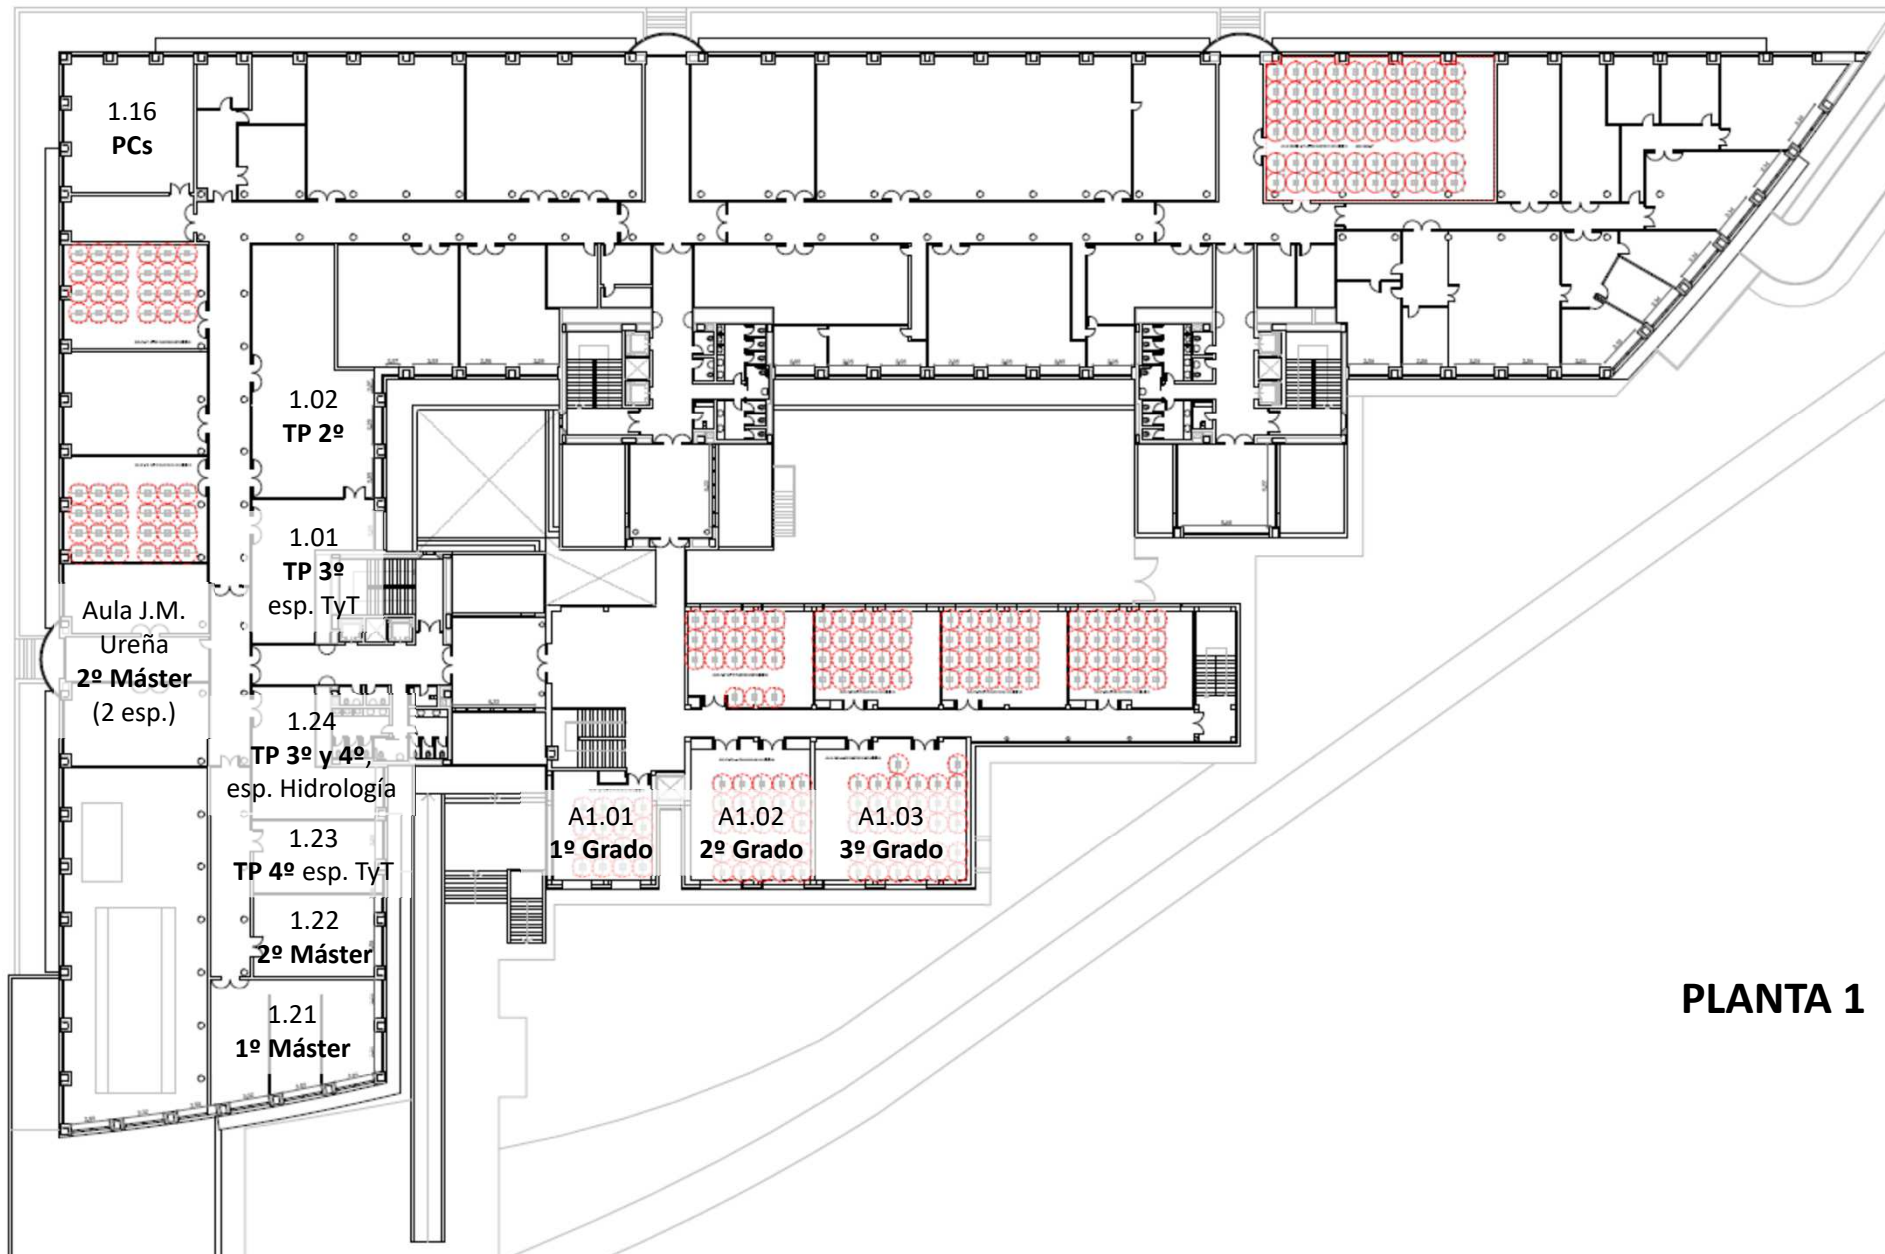 1.16
PCs
1.02
TP 2º
1.01
TP 3º
esp. TyT
Aula J.M.
Ureña
2º Máster
(2 esp.)
1.24
TP 3º y 4º,
esp. Hidrología
1.23
TP 4º esp. TyT
1.22
2º Máster
1.21
1º Máster
A1.01
1º Grado
A1.02
2º Grado
A1.03
3º Grado
PLANTA 1